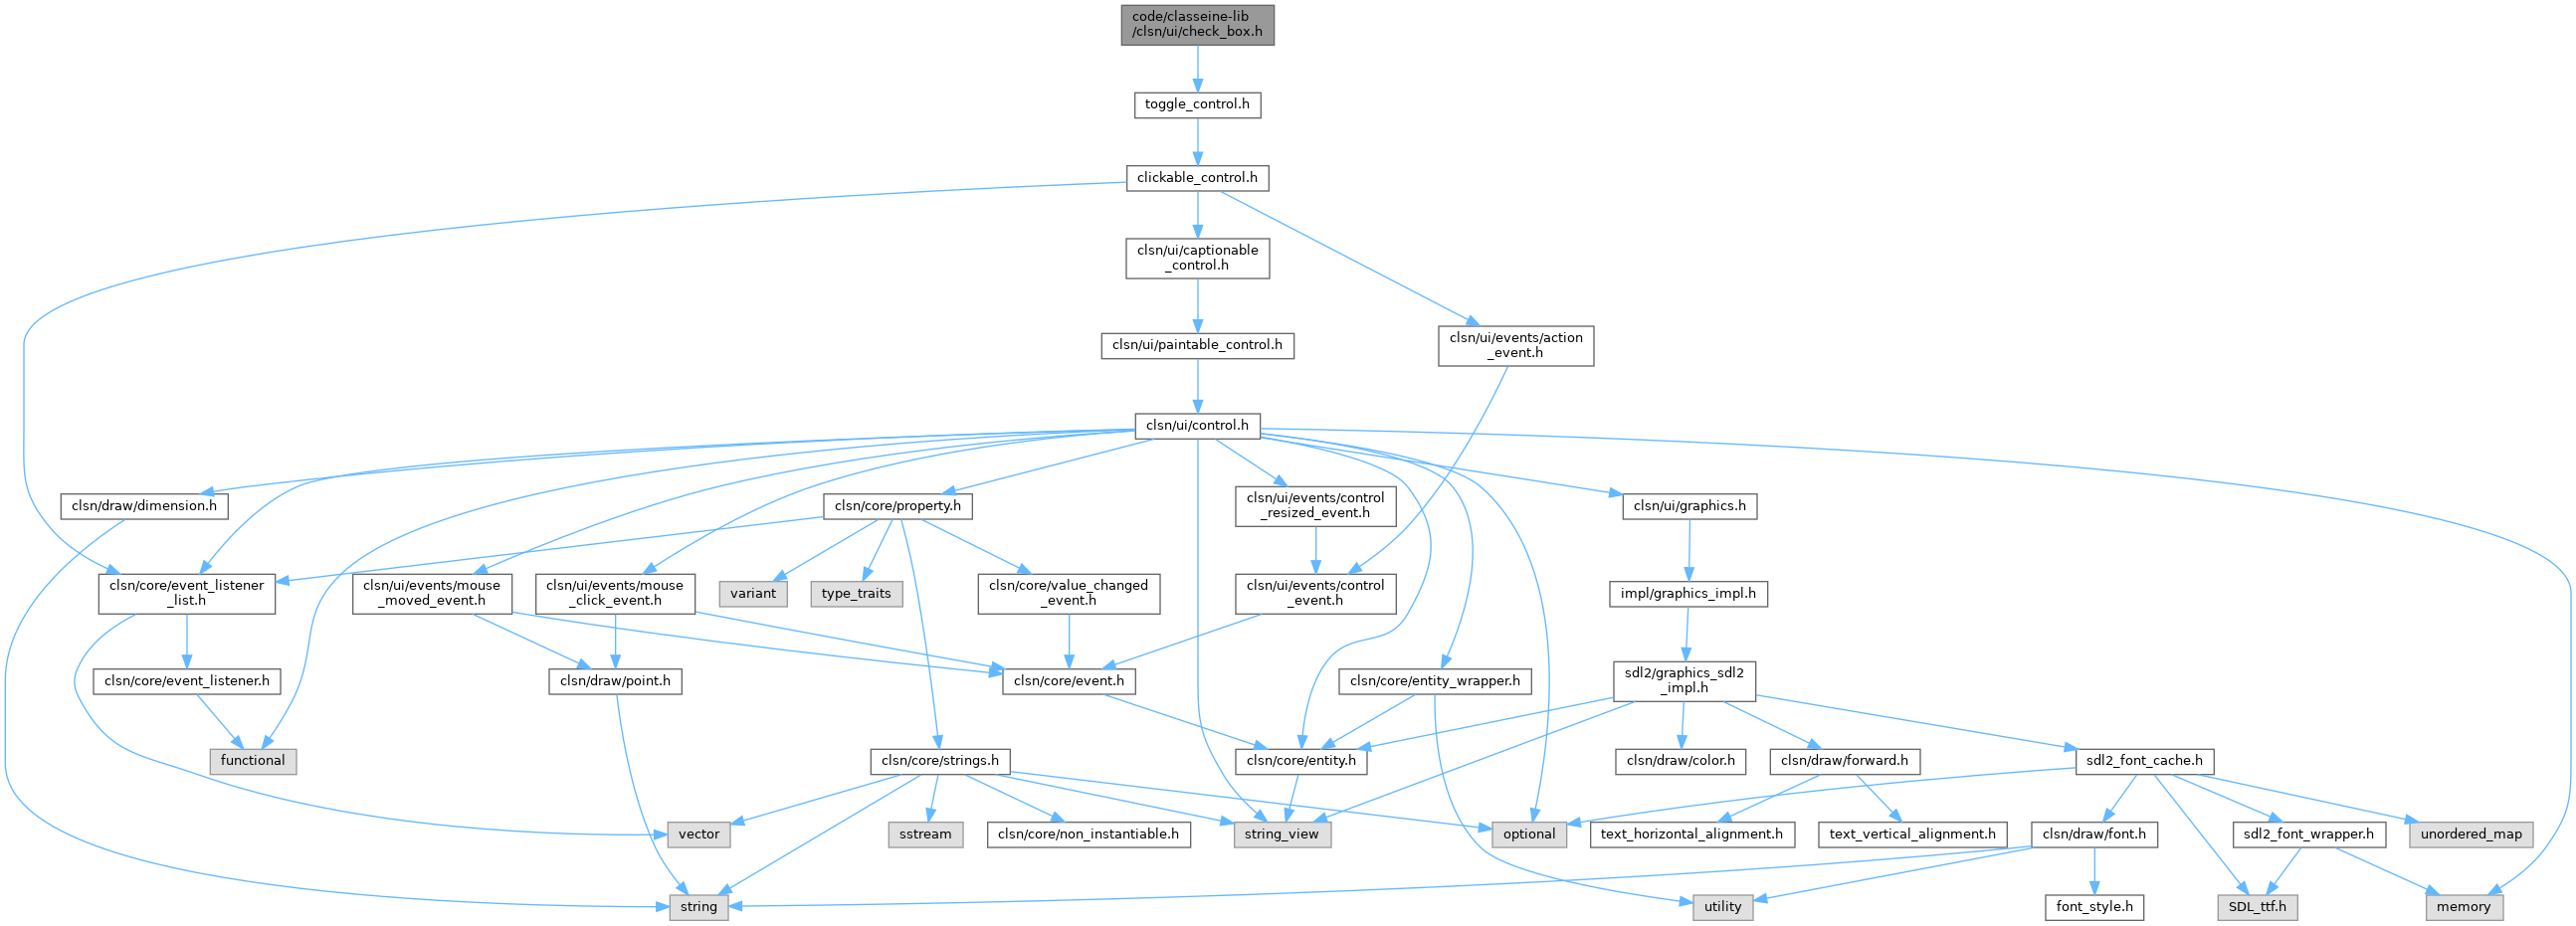 code/classeine-lib
/clsn/ui/check_box.h
toggle_control.h
clickable_control.h
clsn/ui/captionable
_control.h
clsn/ui/events/action
_event.h
clsn/ui/paintable_control.h
clsn/ui/control.h
clsn/draw/dimension.h
clsn/core/property.h
clsn/ui/events/control
_resized_event.h
clsn/ui/graphics.h
clsn/core/event_listener
_list.h
clsn/ui/events/mouse
_moved_event.h
clsn/ui/events/mouse
_click_event.h
variant
type_traits
clsn/core/value_changed
_event.h
clsn/ui/events/control
_event.h
impl/graphics_impl.h
clsn/core/event_listener.h
clsn/draw/point.h
clsn/core/event.h
clsn/core/entity_wrapper.h
sdl2/graphics_sdl2
_impl.h
functional
clsn/core/strings.h
clsn/core/entity.h
clsn/draw/color.h
clsn/draw/forward.h
sdl2_font_cache.h
vector
sstream
clsn/core/non_instantiable.h
string_view
optional
text_horizontal_alignment.h
text_vertical_alignment.h
clsn/draw/font.h
sdl2_font_wrapper.h
unordered_map
string
utility
font_style.h
SDL_ttf.h
memory